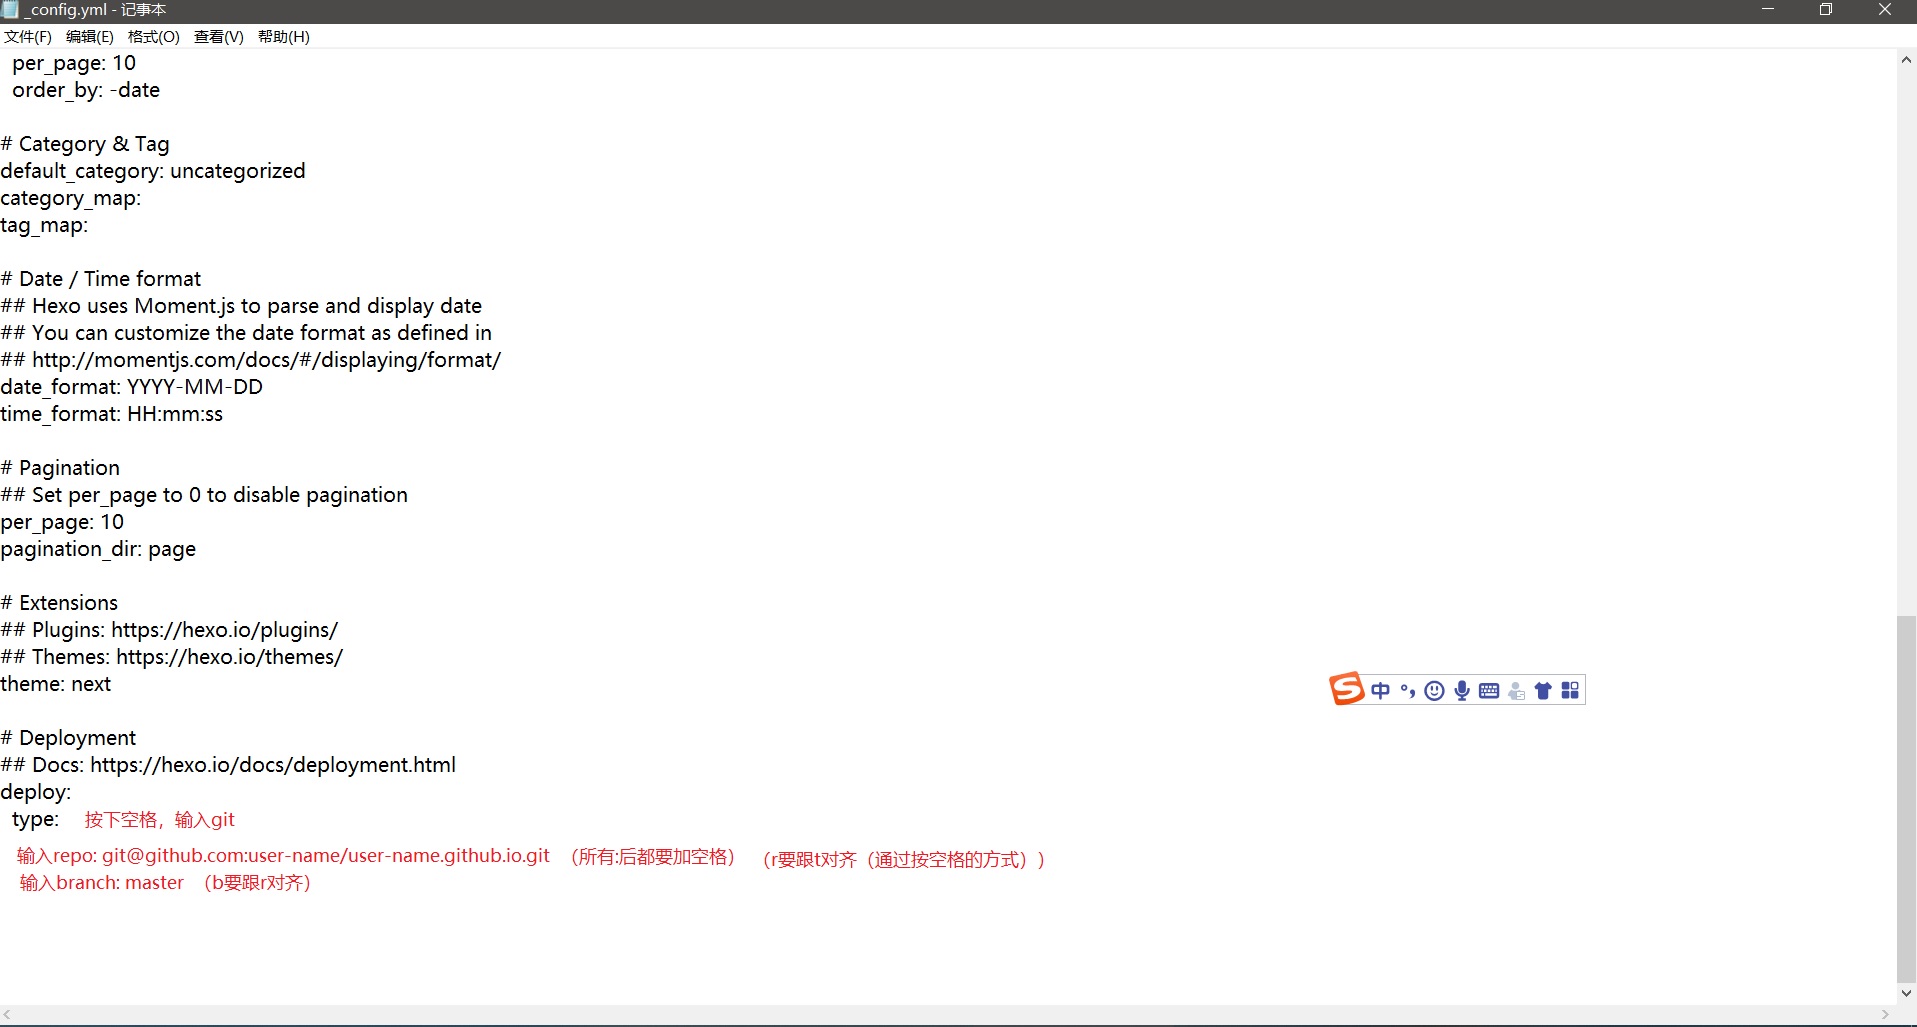 _config.yml - 记事本
文件(F) 编辑(E) 格式(O) 查看(V) 帮助(H)
per_page: 10
order_by: -date
# Category & Tag
default_category: uncategorized
category_map:
tag_map:
# Date / Time format
## Hexo uses Moment.js to parse and display date
## You can customize the date format as defined in
## http://momentjs.com/docs/#/displaying/format/
date_format: YYYY-MM-DD
time_format: HH:mm:ss
# Pagination
## Set per_page to 0 to disable pagination
per_page: 10
pagination_dir: page
# Extensions
## Plugins: https://hexo.io/plugins/
## Themes: https://hexo.io/themes/
theme: next
S 中 °,
# Deployment
## Docs: https://hexo.io/docs/deployment.html
deploy:
type: 按下空格，输入git
输入repo: git@github.com:user-name/user-name.github.io.git （所有:后都要加空格） （r要跟t对齐（通过按空格的方式））
输入branch: master （b要跟r对齐）